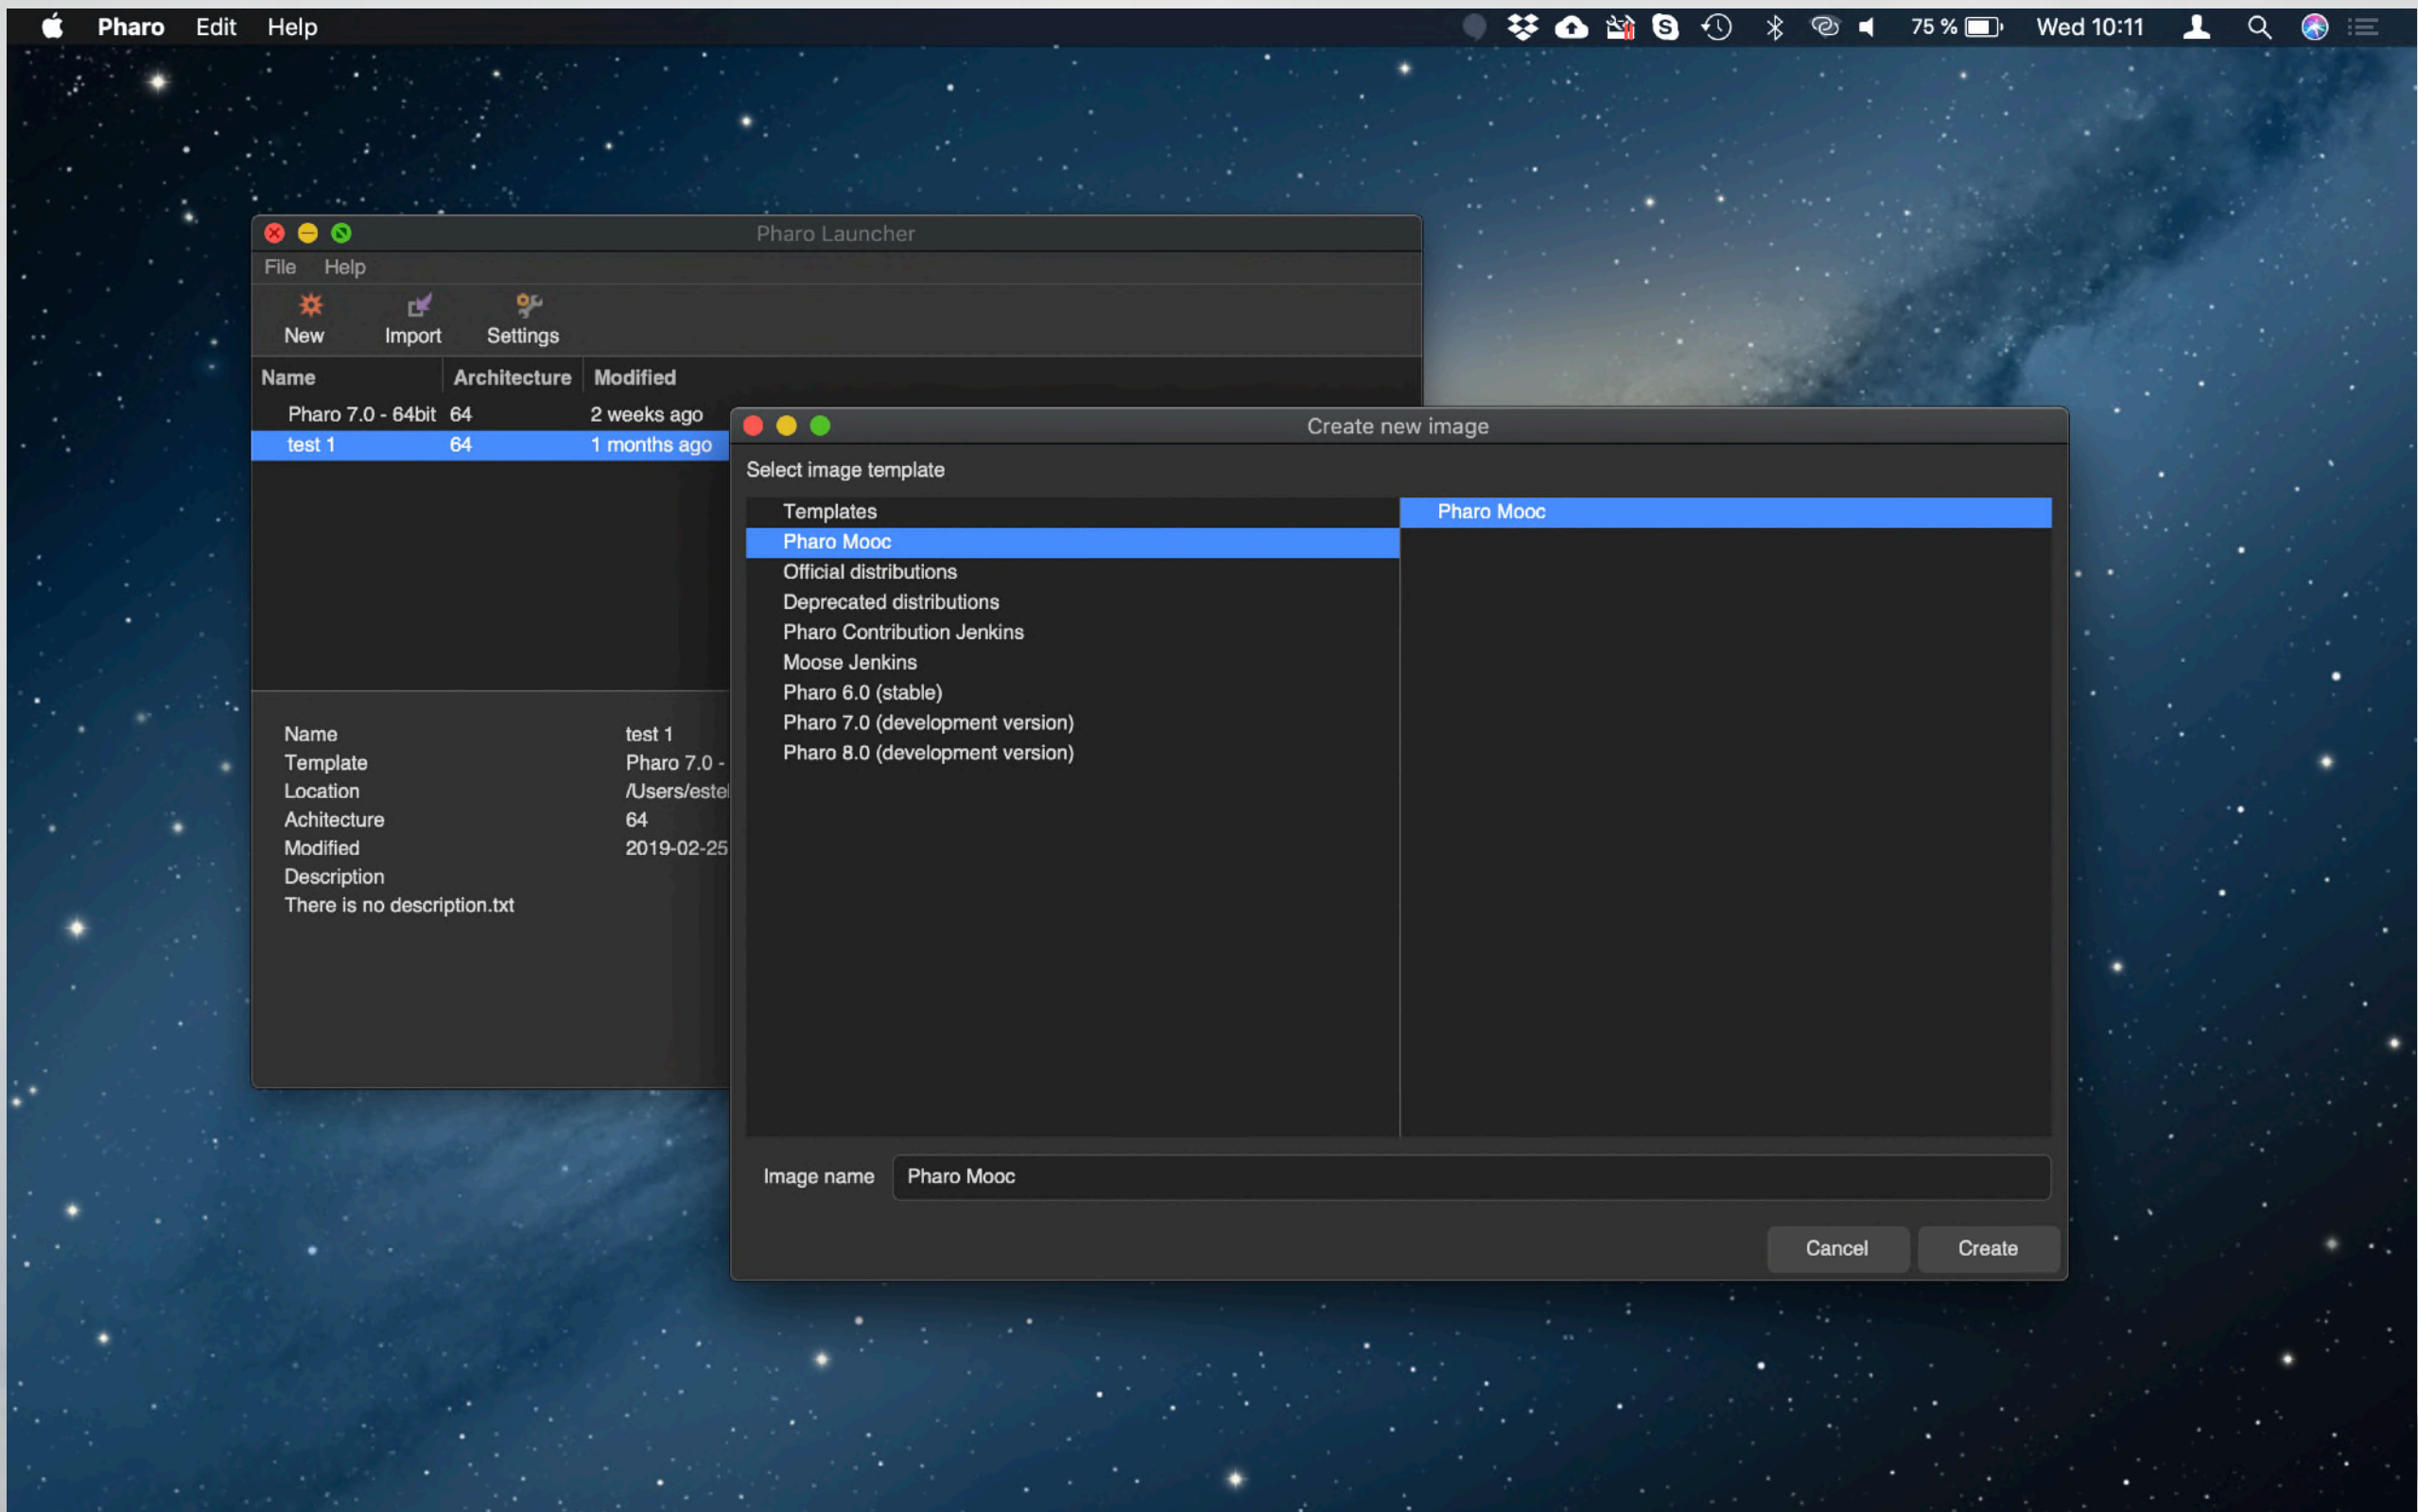 Pharo Edit Help 75 % Wed 10:11
Pharo Launcher
File Help
New Import Settings
Name Architecture Modified
Pharo 7.0 - 64bit 64 2 weeks ago
test 1 64 1 months ago
Name test 1
Template Pharo 7.0 -
Location /Users/estel
Achitecture 64
Modified 2019-02-25
Description
There is no description.txt
Create new image
Select image template
Templates
Pharo Mooc
Official distributions
Deprecated distributions
Pharo Contribution Jenkins
Moose Jenkins
Pharo 6.0 (stable)
Pharo 7.0 (development version)
Pharo 8.0 (development version)
Pharo Mooc
Image name Pharo Mooc
Cancel Create